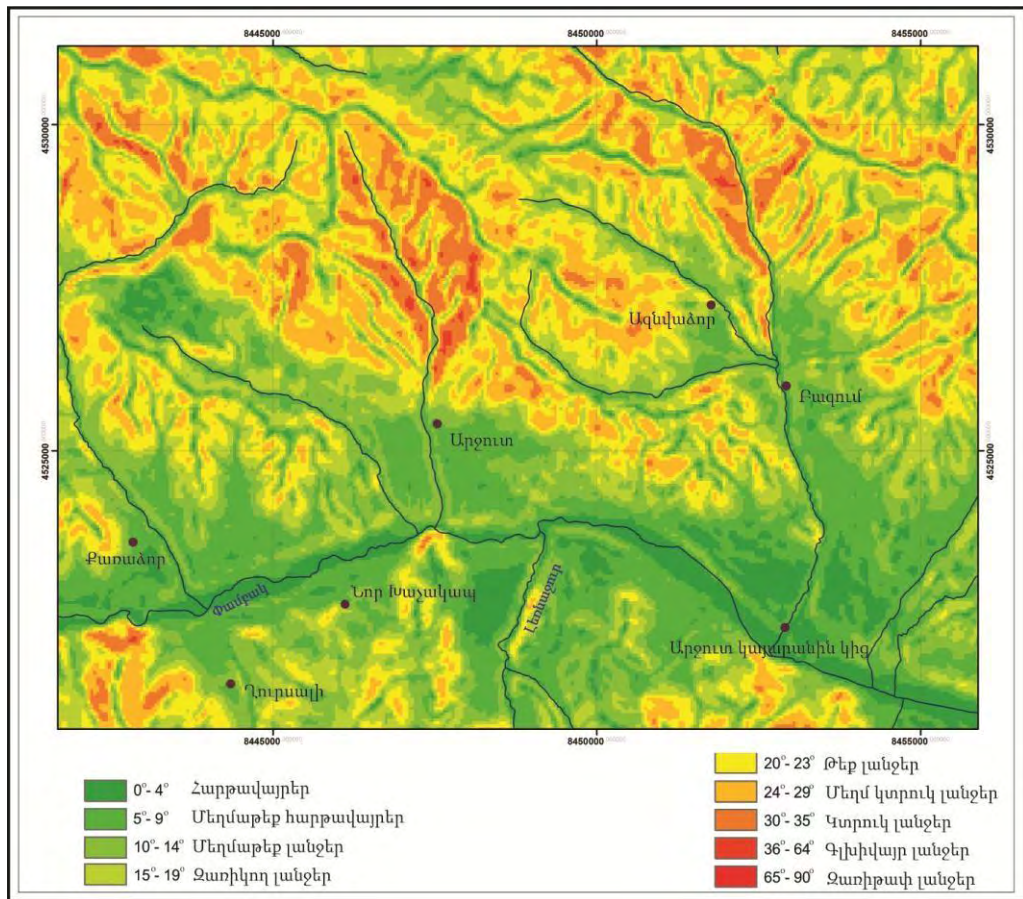 8445000 8450000 8455000
4530000 4530000
Ազնվաձոր
Բազում
Արջուտ
4525000 4525000
Քառաձոր
Փամբակ
Նոր Խաչակապ
Լեռնաջուր
Արջուտ կայարանին կից
Ղուրսալի
8445000 8450000 8455000
0°- 4° Հարթավայրեր
5°- 9° Մեղմաթեք հարթավայրեր
10°- 14° Մեղմաթեք լանջեր
15°- 19° Զառիկող լանջեր
20°- 23° Թեք լանջեր
24°- 29° Մեղմ կտրուկ լանջեր
30°- 35° Կտրուկ լանջեր
36°- 64° Գլխիվայր լանջեր
65°- 90° Զառիթափ լանջեր